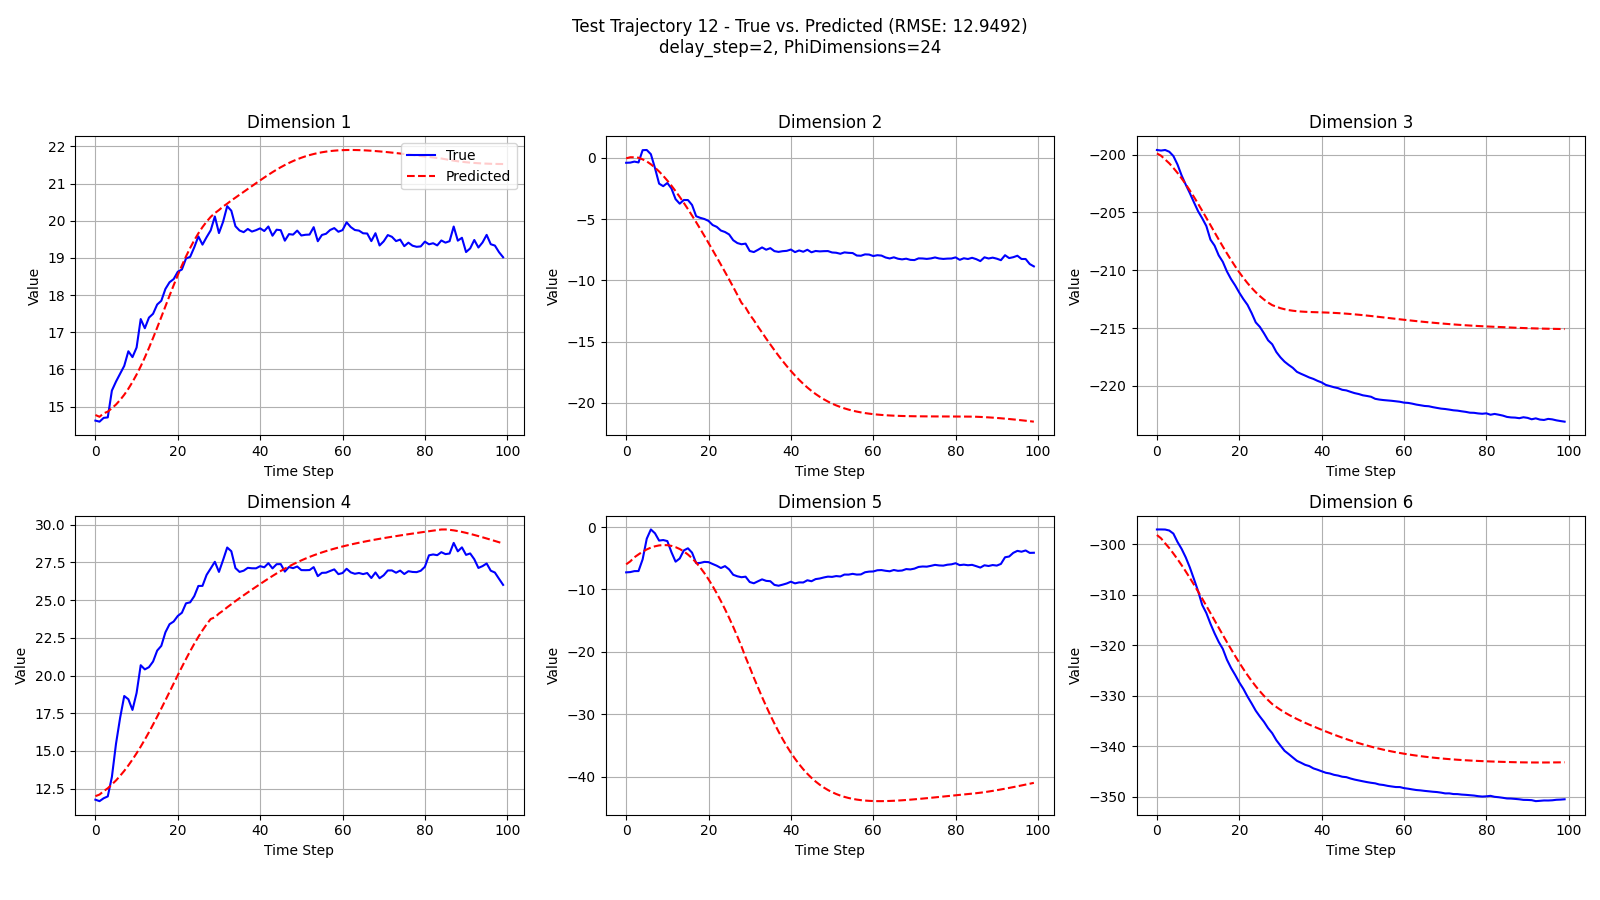 Test Trajectory 12 - True vs. Predicted (RMSE: 12.9492)
delay_step=2, PhiDimensions=24
Dimension 1
22
21
20
19
18
17
16
15
Value
0 20 40 60 80 100
Time Step
True
Predicted
Dimension 2
0
−5
−10
−15
−20
Value
0 20 40 60 80 100
Time Step
Dimension 3
−200
−205
−210
−215
−220
Value
0 20 40 60 80 100
Time Step
Dimension 4
30.0
27.5
25.0
22.5
20.0
17.5
15.0
12.5
Value
0 20 40 60 80 100
Time Step
Dimension 5
0
−10
−20
−30
−40
Value
0 20 40 60 80 100
Time Step
Dimension 6
−300
−310
−320
−330
−340
−350
Value
0 20 40 60 80 100
Time Step